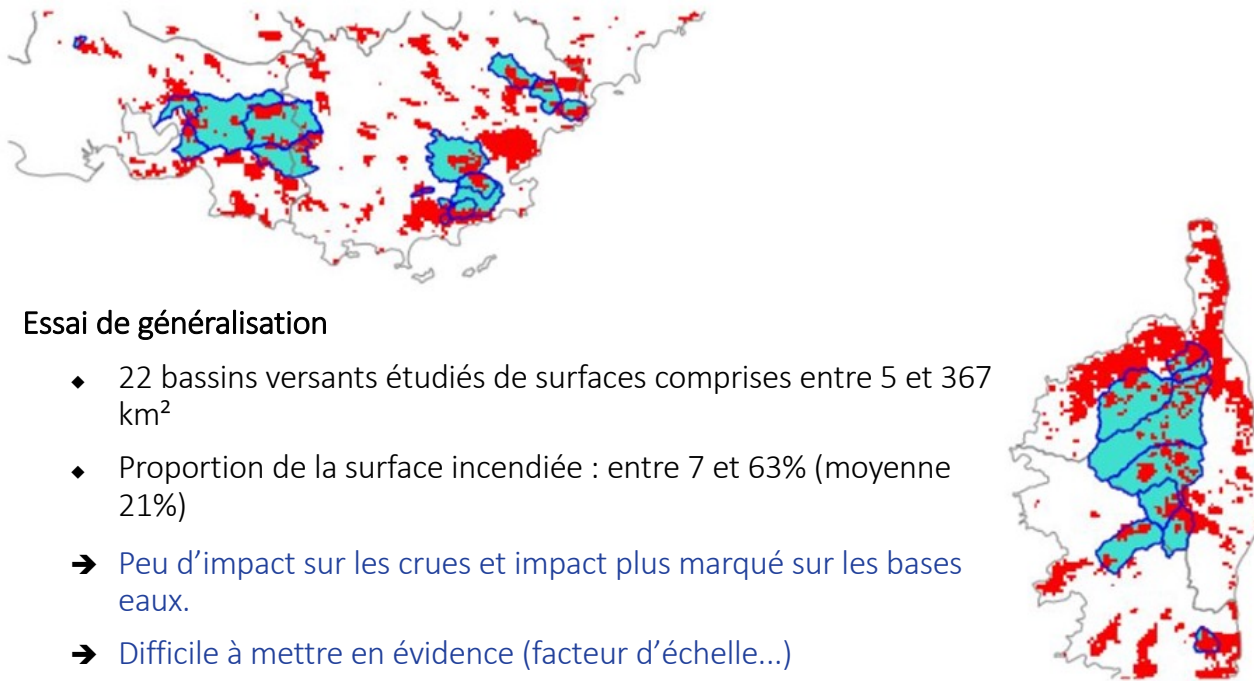 Essai de généralisation
◆ 22 bassins versants étudiés de surfaces comprises entre 5 et 367
km²
◆ Proportion de la surface incendiée : entre 7 et 63% (moyenne
21%)
➔ Peu d’impact sur les crues et impact plus marqué sur les bases
eaux.
➔ Difficile à mettre en évidence (facteur d’échelle...)